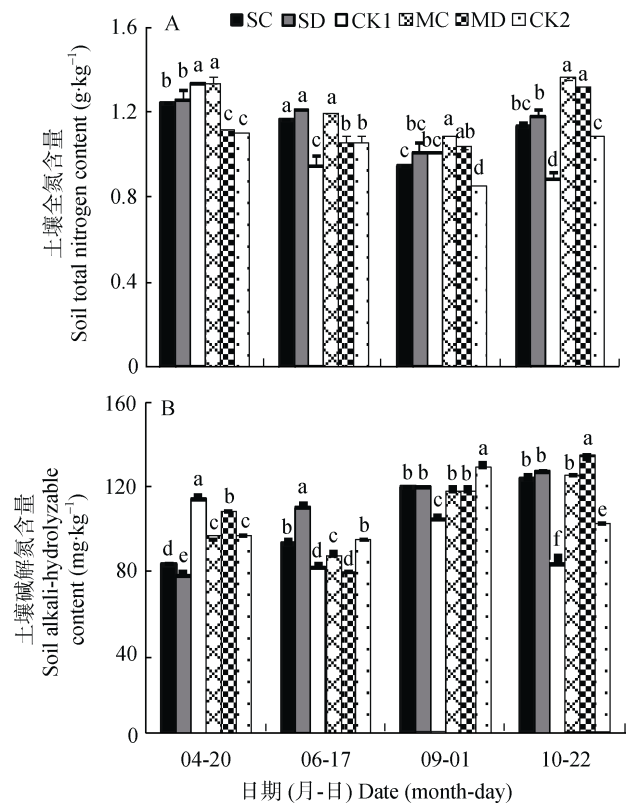 A
SC SD CK1 MC MD CK2
土壤全氮含量
Soil total nitrogen content (g·kg⁻¹)
1.6
1.2
0.8
0.4
0
b b a a c c
a a c a b b
c bc bc a ab d
bc bc d a a c
B
土壤碱解氮含量
Soil alkali-hydrolyzable
content (mg·kg⁻¹)
160
120
80
40
0
d e a c b c
b a d c d b
b b c b b a
b b f b a e
04-20 06-17 09-01 10-22
日期 (月-日) Date (month-day)